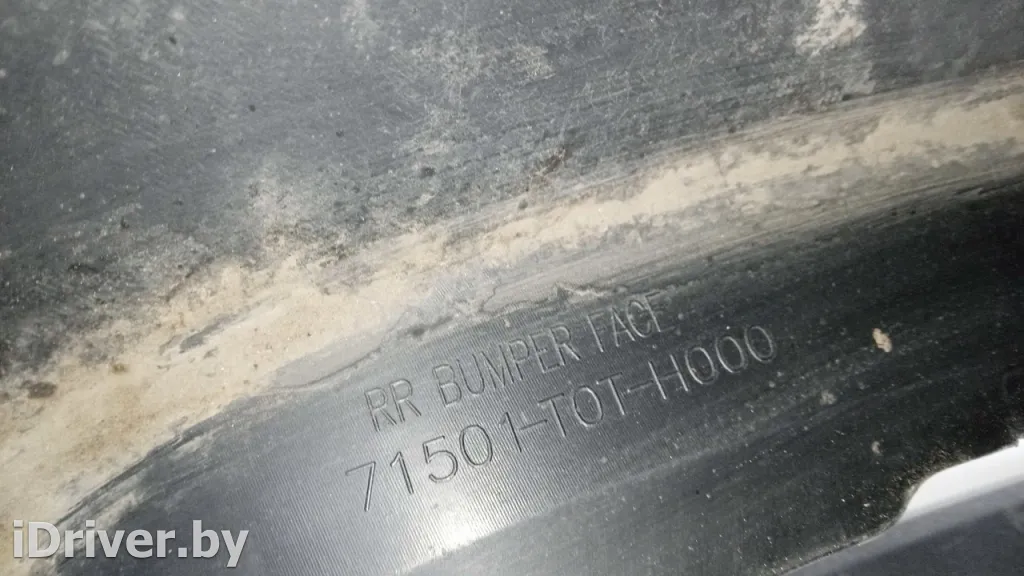 RR BUMPER FACE
71501-T0T-H000
iDriver.by